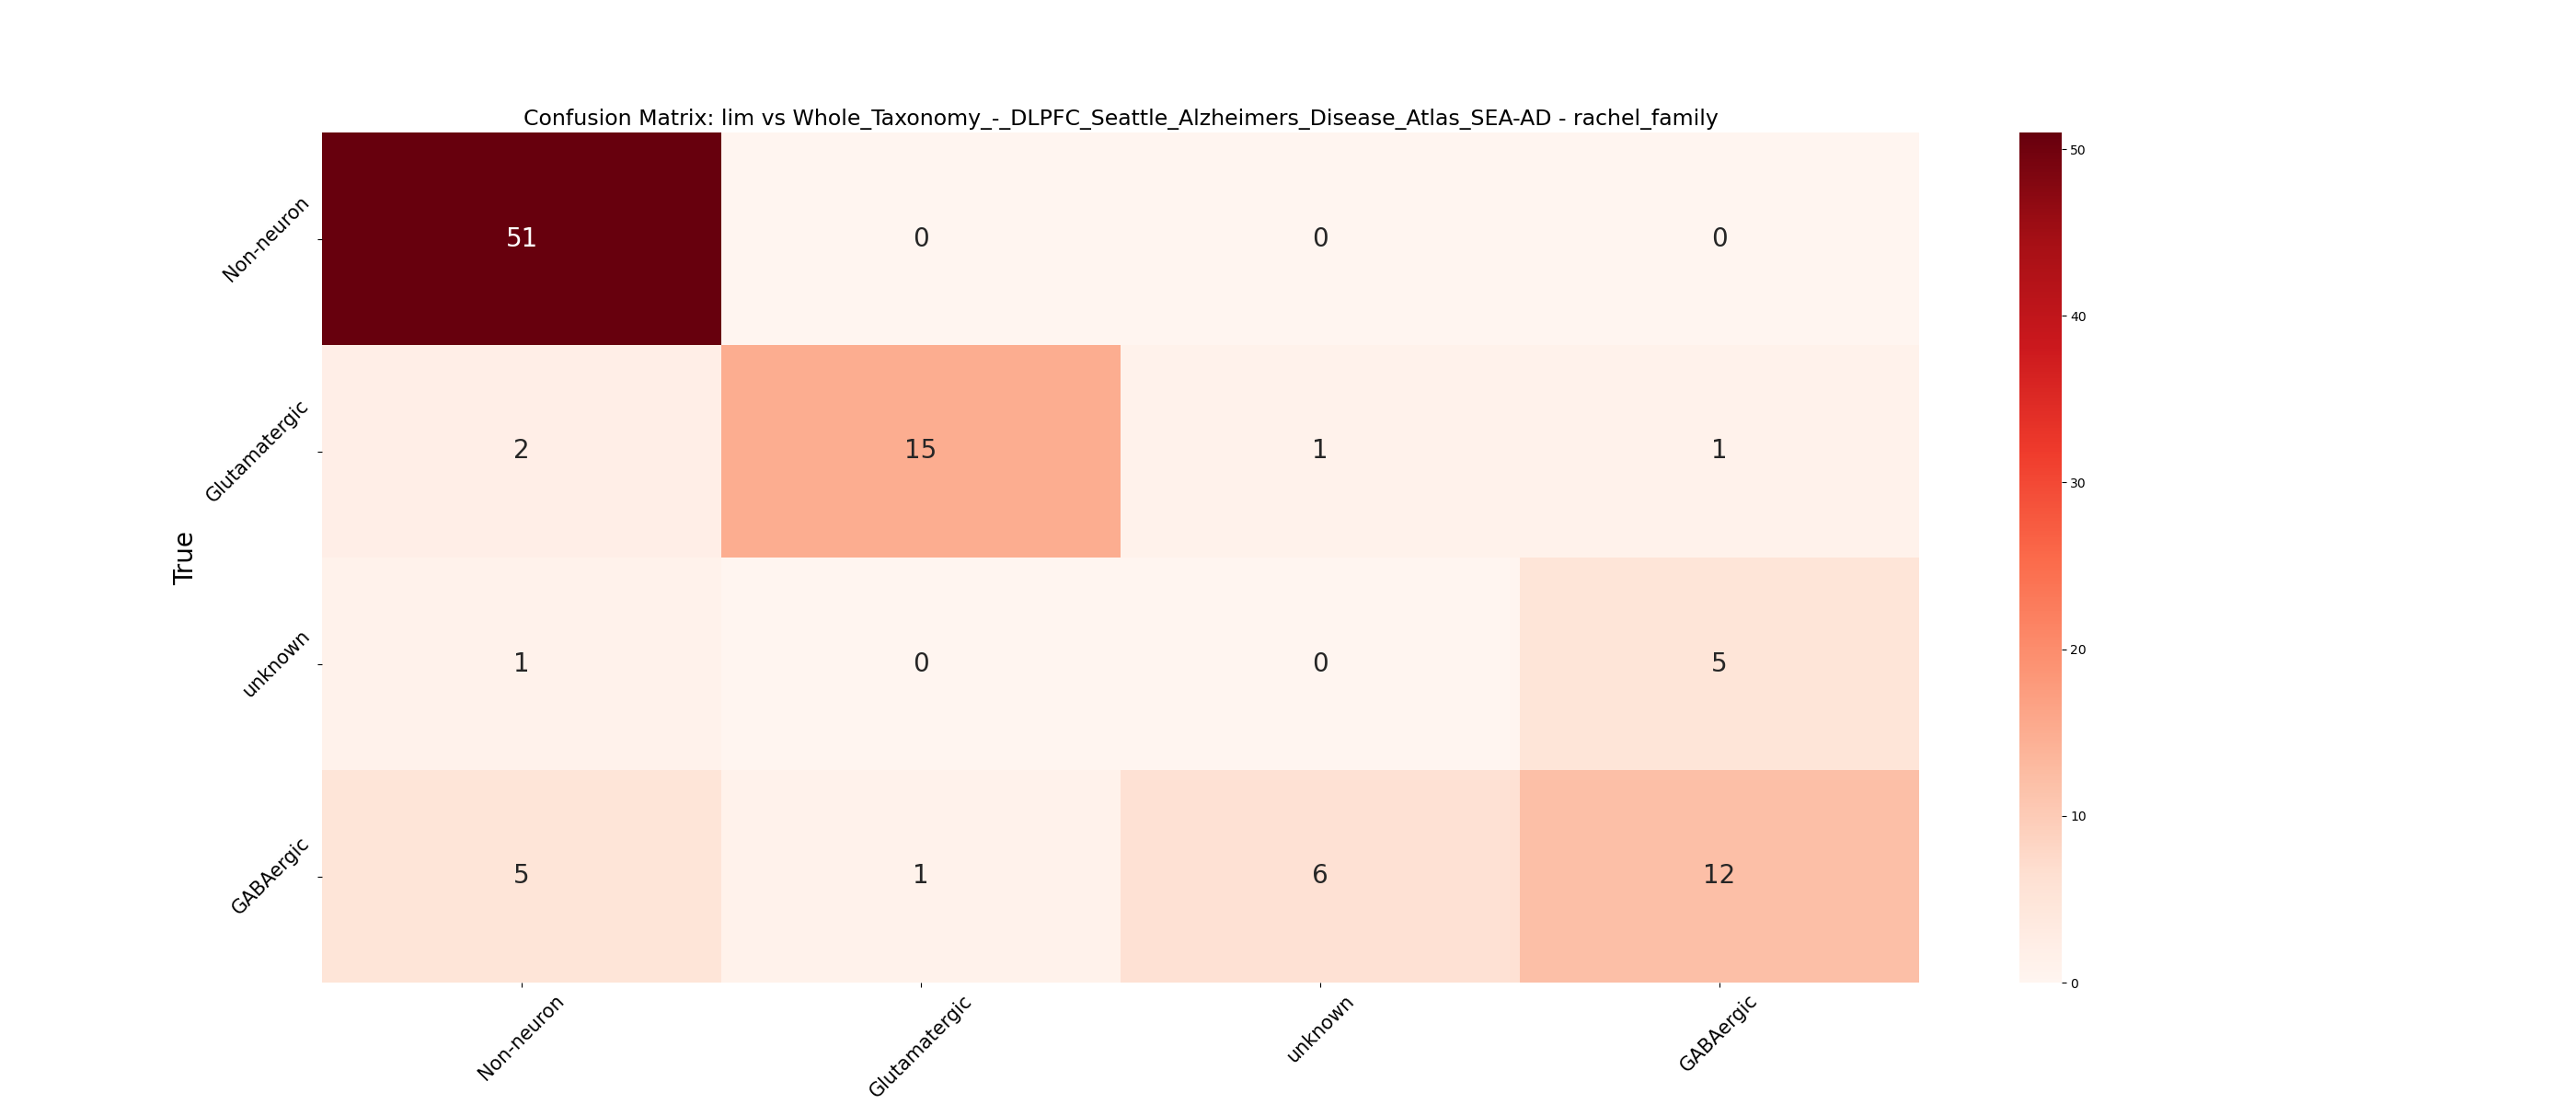 Confusion Matrix: lim vs Whole_Taxonomy_-_DLPFC_Seattle_Alzheimers_Disease_Atlas_SEA-AD - rachel_family
True
Non-neuron
51
0
0
0
Glutamatergic
2
15
1
1
unknown
1
0
0
5
GABAergic
5
1
6
12
Non-neuron
Glutamatergic
unknown
GABAergic
50
40
30
20
10
0